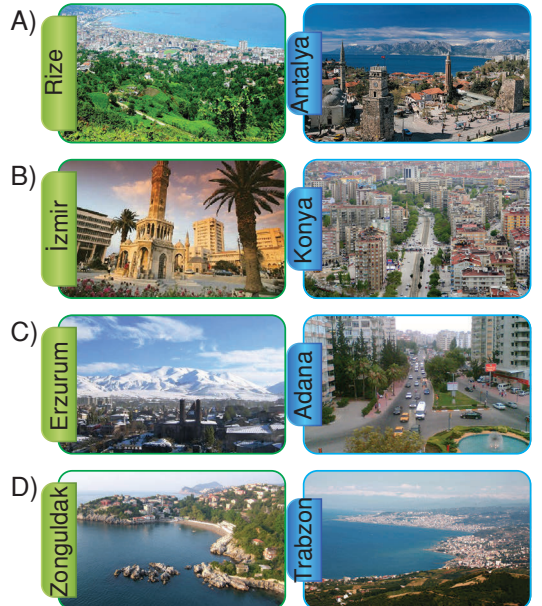 A)
Rize
Antalya
B)
İzmir
Konya
C)
Erzurum
Adana
D)
Zonguldak
Trabzon